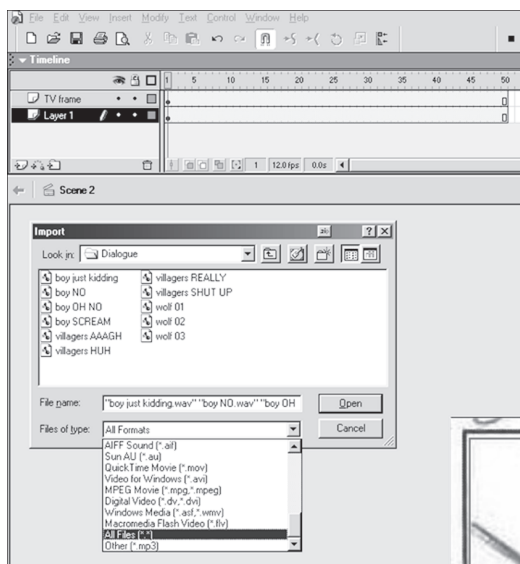 File Edit View Insert Modify Text Control Window Help
Timeline
1 5 10 15 20 25 30 35 40 45 50
TV frame
Layer 1
1 12.0 fps 0.0s
Scene 2
Import
Look in: Dialogue
boy just kidding villagers REALLY
boy NO villagers SHUT UP
boy OH NO wolf 01
boy SCREAM wolf 02
villagers AAAGH wolf 03
villagers HUH
File name: "boy just kidding.wav" "boy NO.wav" "boy OH Open
Files of type: All Formats Cancel
AIFF Sound (*.aif)
Sun AU (*.au)
QuickTime Movie (*.mov)
Video for Windows (*.avi)
MPEG Movie (*.mpg,*.mpeg)
Digital Video (*.dv,*.dvi)
Windows Media (*.asf,*.wmv)
Macromedia Flash Video (*.flv)
All Files (*.*)
Other (*.mp3)